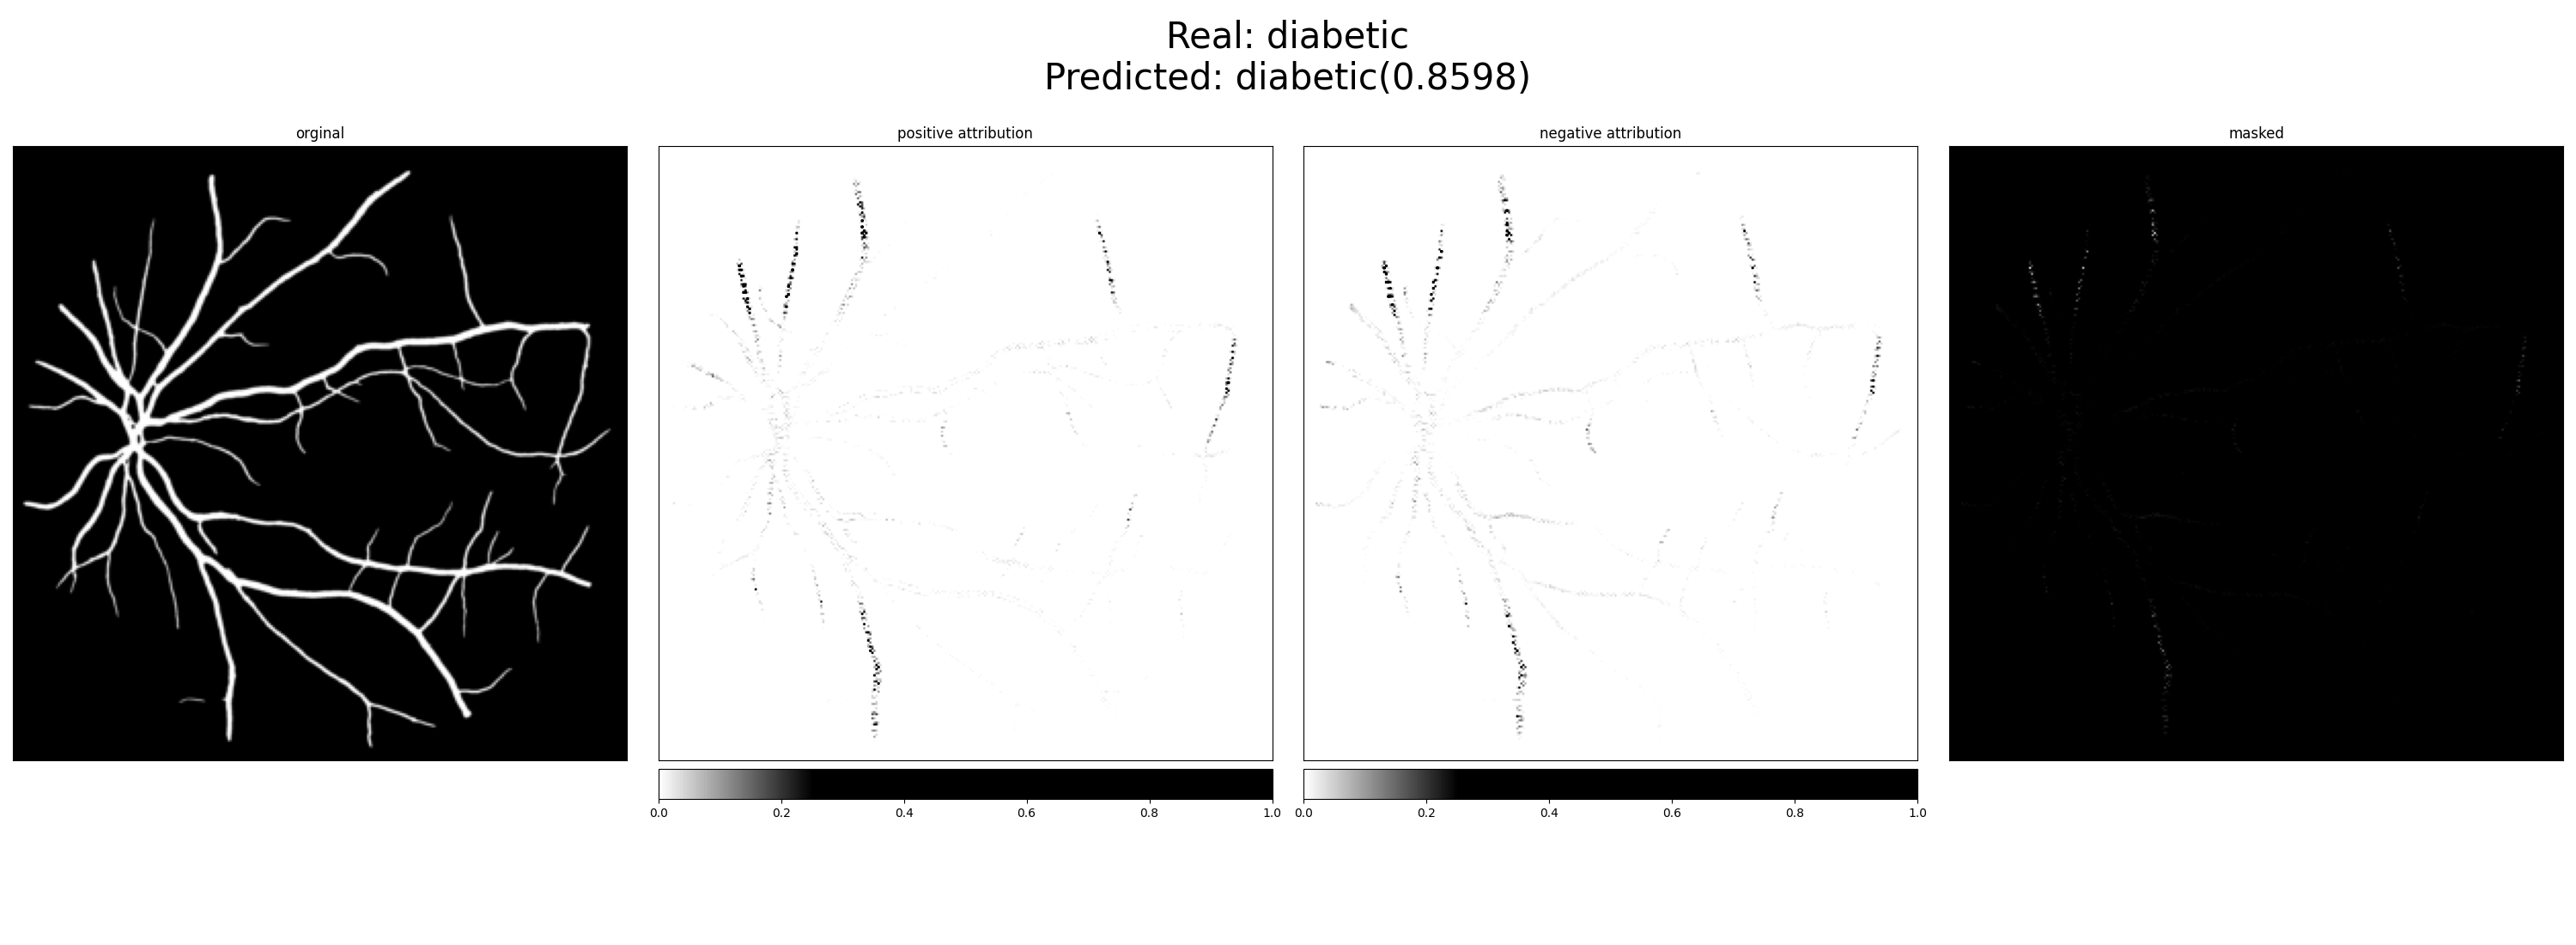 Real: diabetic
Predicted: diabetic(0.8598)
orginal
positive attribution
negative attribution
masked
0.0 0.2 0.4 0.6 0.8 1.0
0.0 0.2 0.4 0.6 0.8 1.0